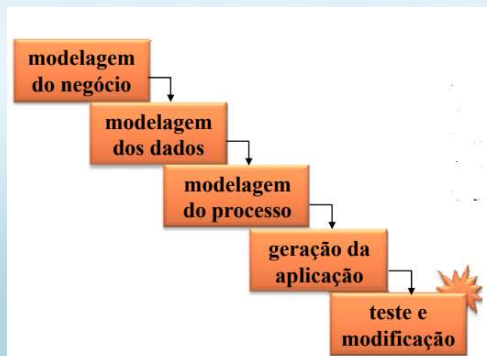 modelagem
do negócio
modelagem
dos dados
modelagem
do processo
geração da
aplicação
teste e
modificação